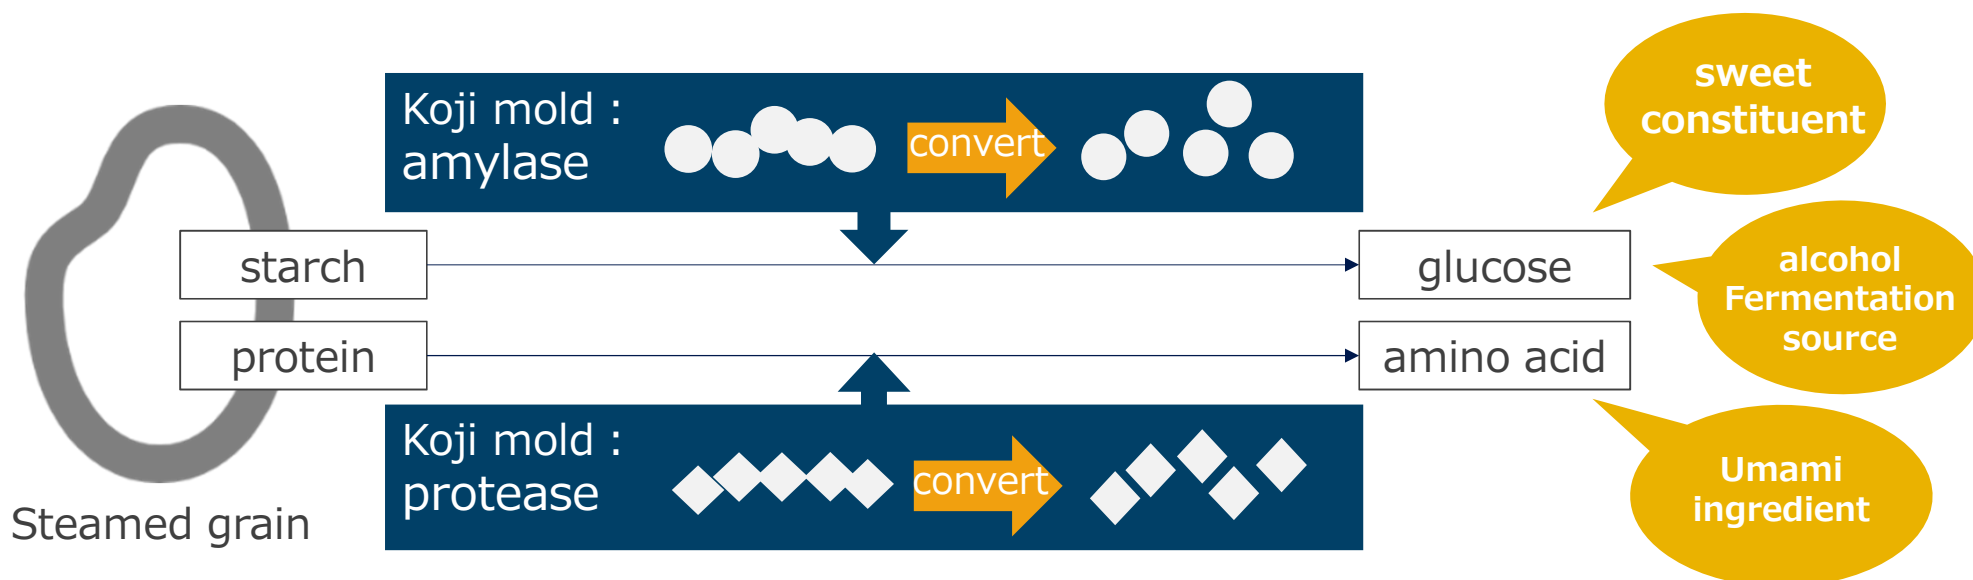 Koji mold :
amylase
convert
sweet
constituent
starch
glucose
alcohol
Fermentation
source
protein
amino acid
Koji mold :
protease
convert
Umami
ingredient
Steamed grain